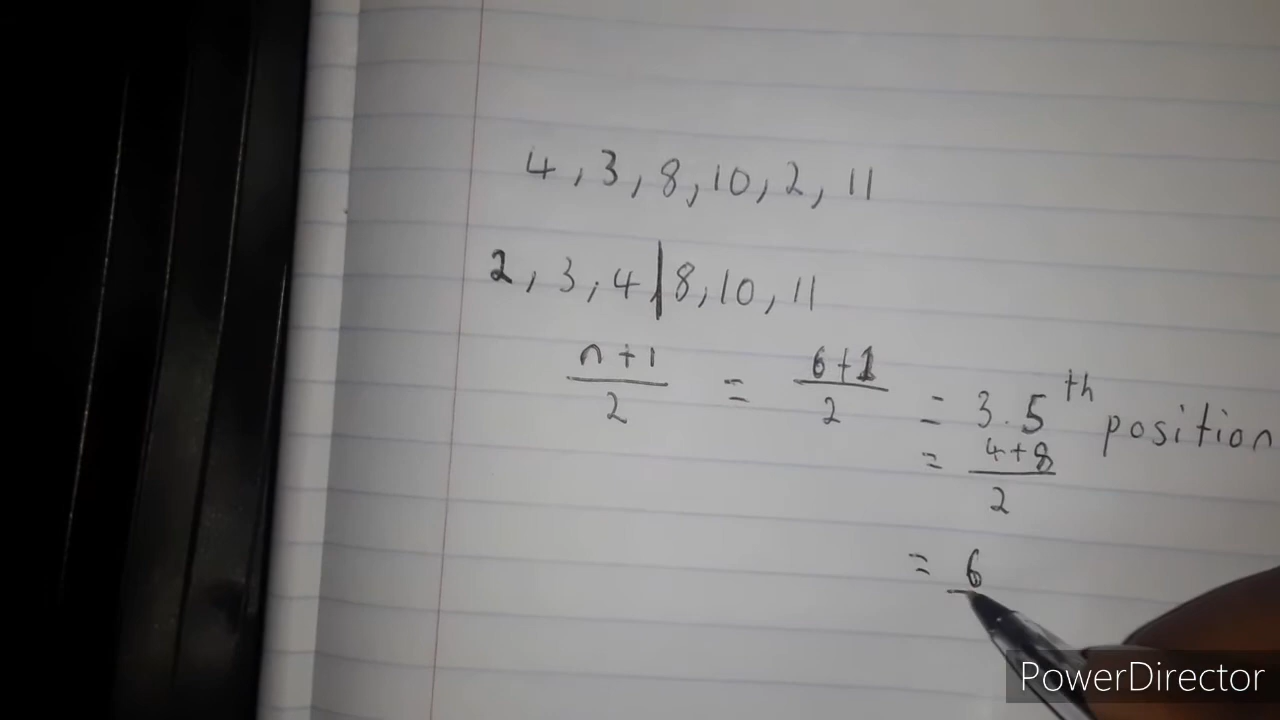 4, 3, 8, 10, 2, 11
2, 3, 4 | 8, 10, 11
n+1/2 = 6+1/2 = 3.5th position
= 4+8/2
= 6
PowerDirector